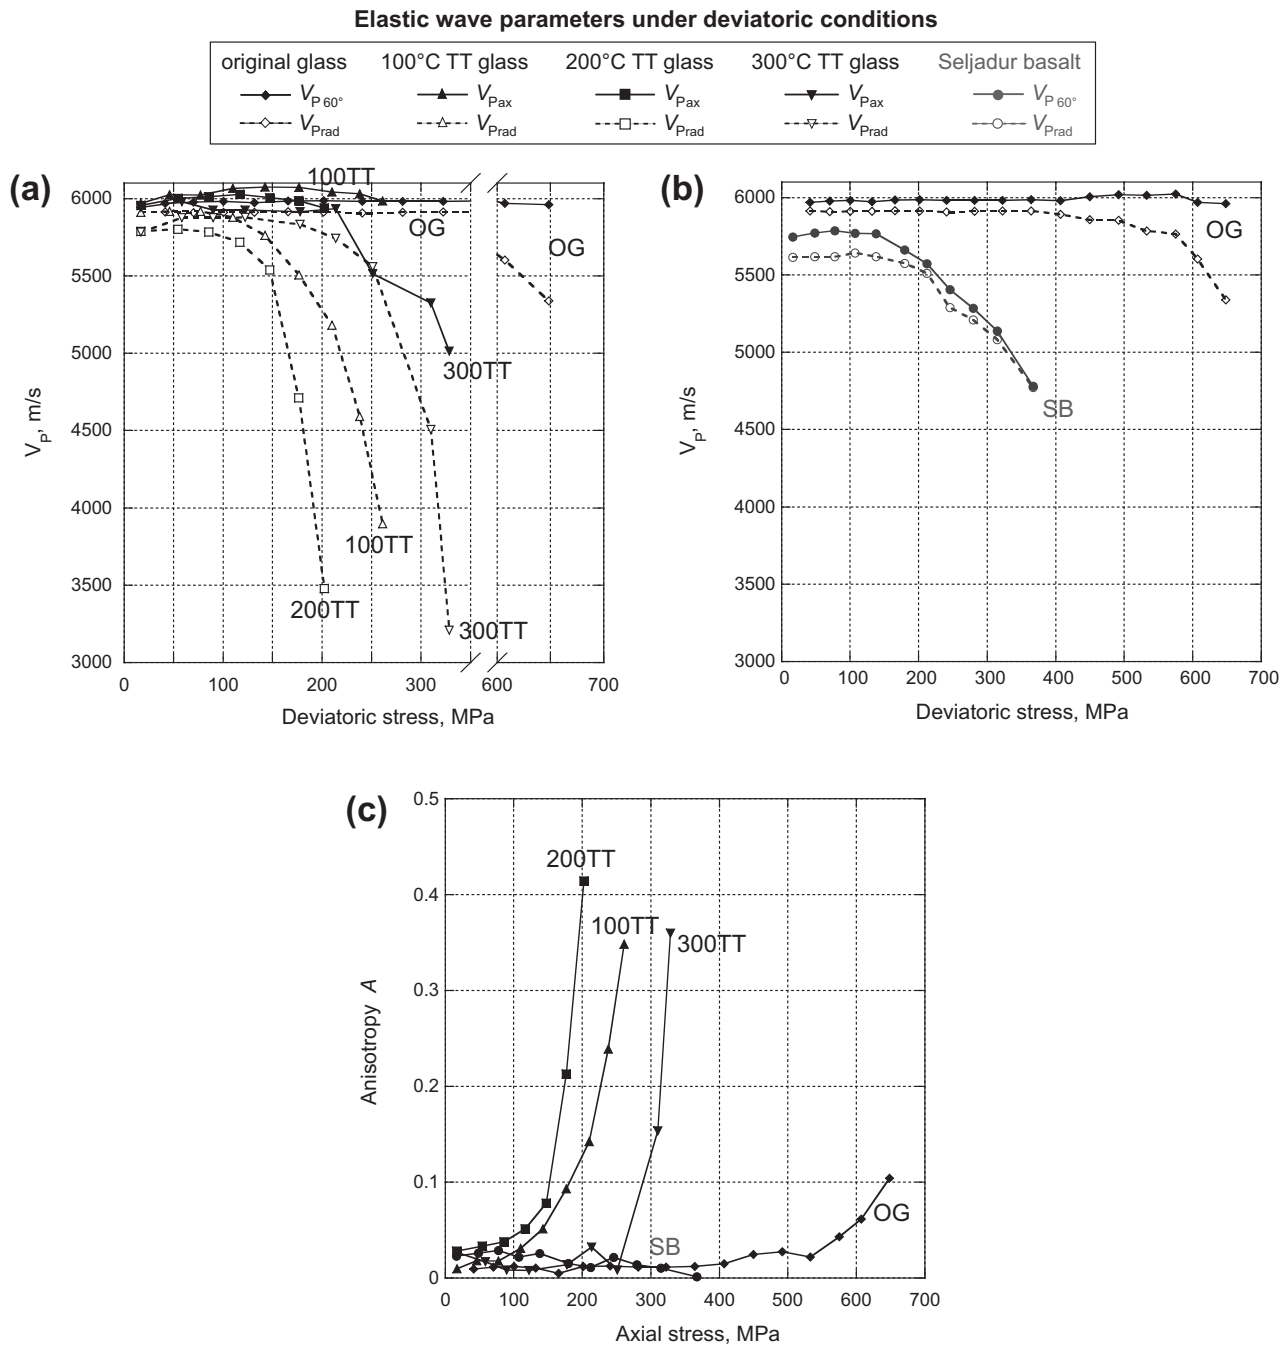 Elastic wave parameters under deviatoric conditions
original glass 100°C TT glass 200°C TT glass 300°C TT glass Seljadur basalt
VP 60° VPax VPax VPax VP 60°
VPrad VPrad VPrad VPrad VPrad
(a)
6000
5500
5000
4500
4000
3500
3000
VP, m/s
100TT
OG
OG
300TT
100TT
200TT
300TT
0 100 200 300 600 700
Deviatoric stress, MPa
(b)
6000
5500
5000
4500
4000
3500
3000
VP, m/s
OG
SB
0 100 200 300 400 500 600 700
Deviatoric stress, MPa
(c)
0.5
0.4
0.3
0.2
0.1
0
Anisotropy A
200TT
100TT
300TT
SB
OG
0 100 200 300 400 500 600 700
Axial stress, MPa